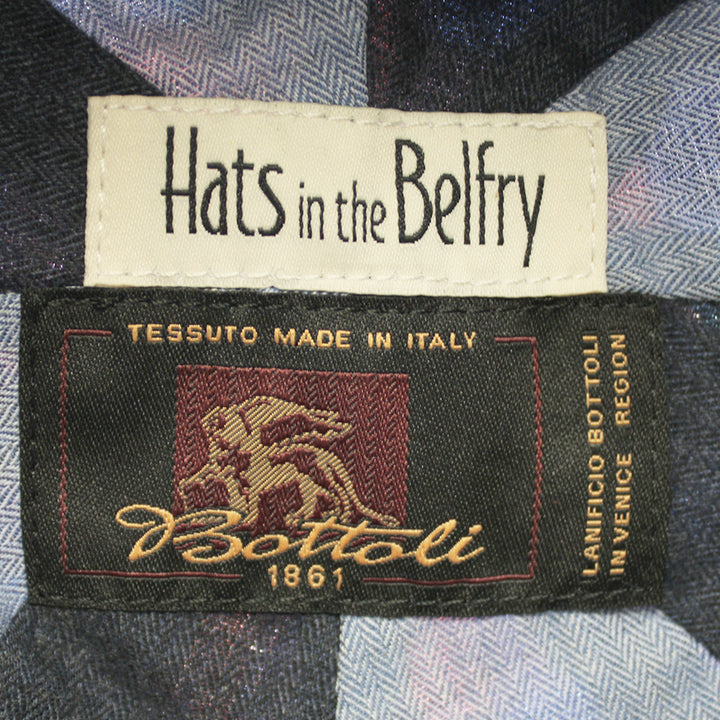 Hats in the Belfry
TESSUTO MADE IN ITALY
Bottoli
1861
LANIFICIO BOTTOLI
IN VENICE REGION